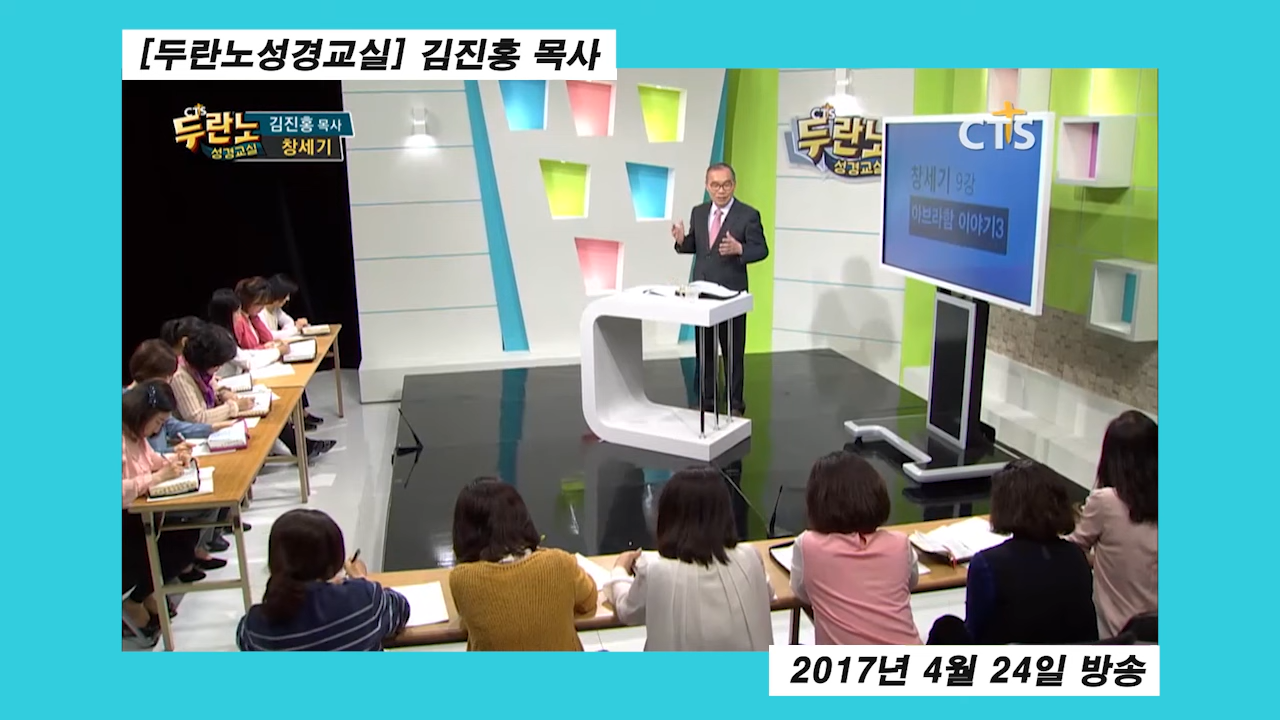 [두란노성경교실] 김진홍 목사
CTS
두란노
성경교실
김진홍 목사
창세기
CTS
두란노
성경교실
CTS
창세기 9강
아브라함 이야기3
2017년 4월 24일 방송